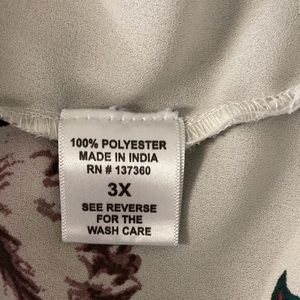 100% POLYESTER
MADE IN INDIA
RN # 137360
3X
SEE REVERSE
FOR THE
WASH CARE